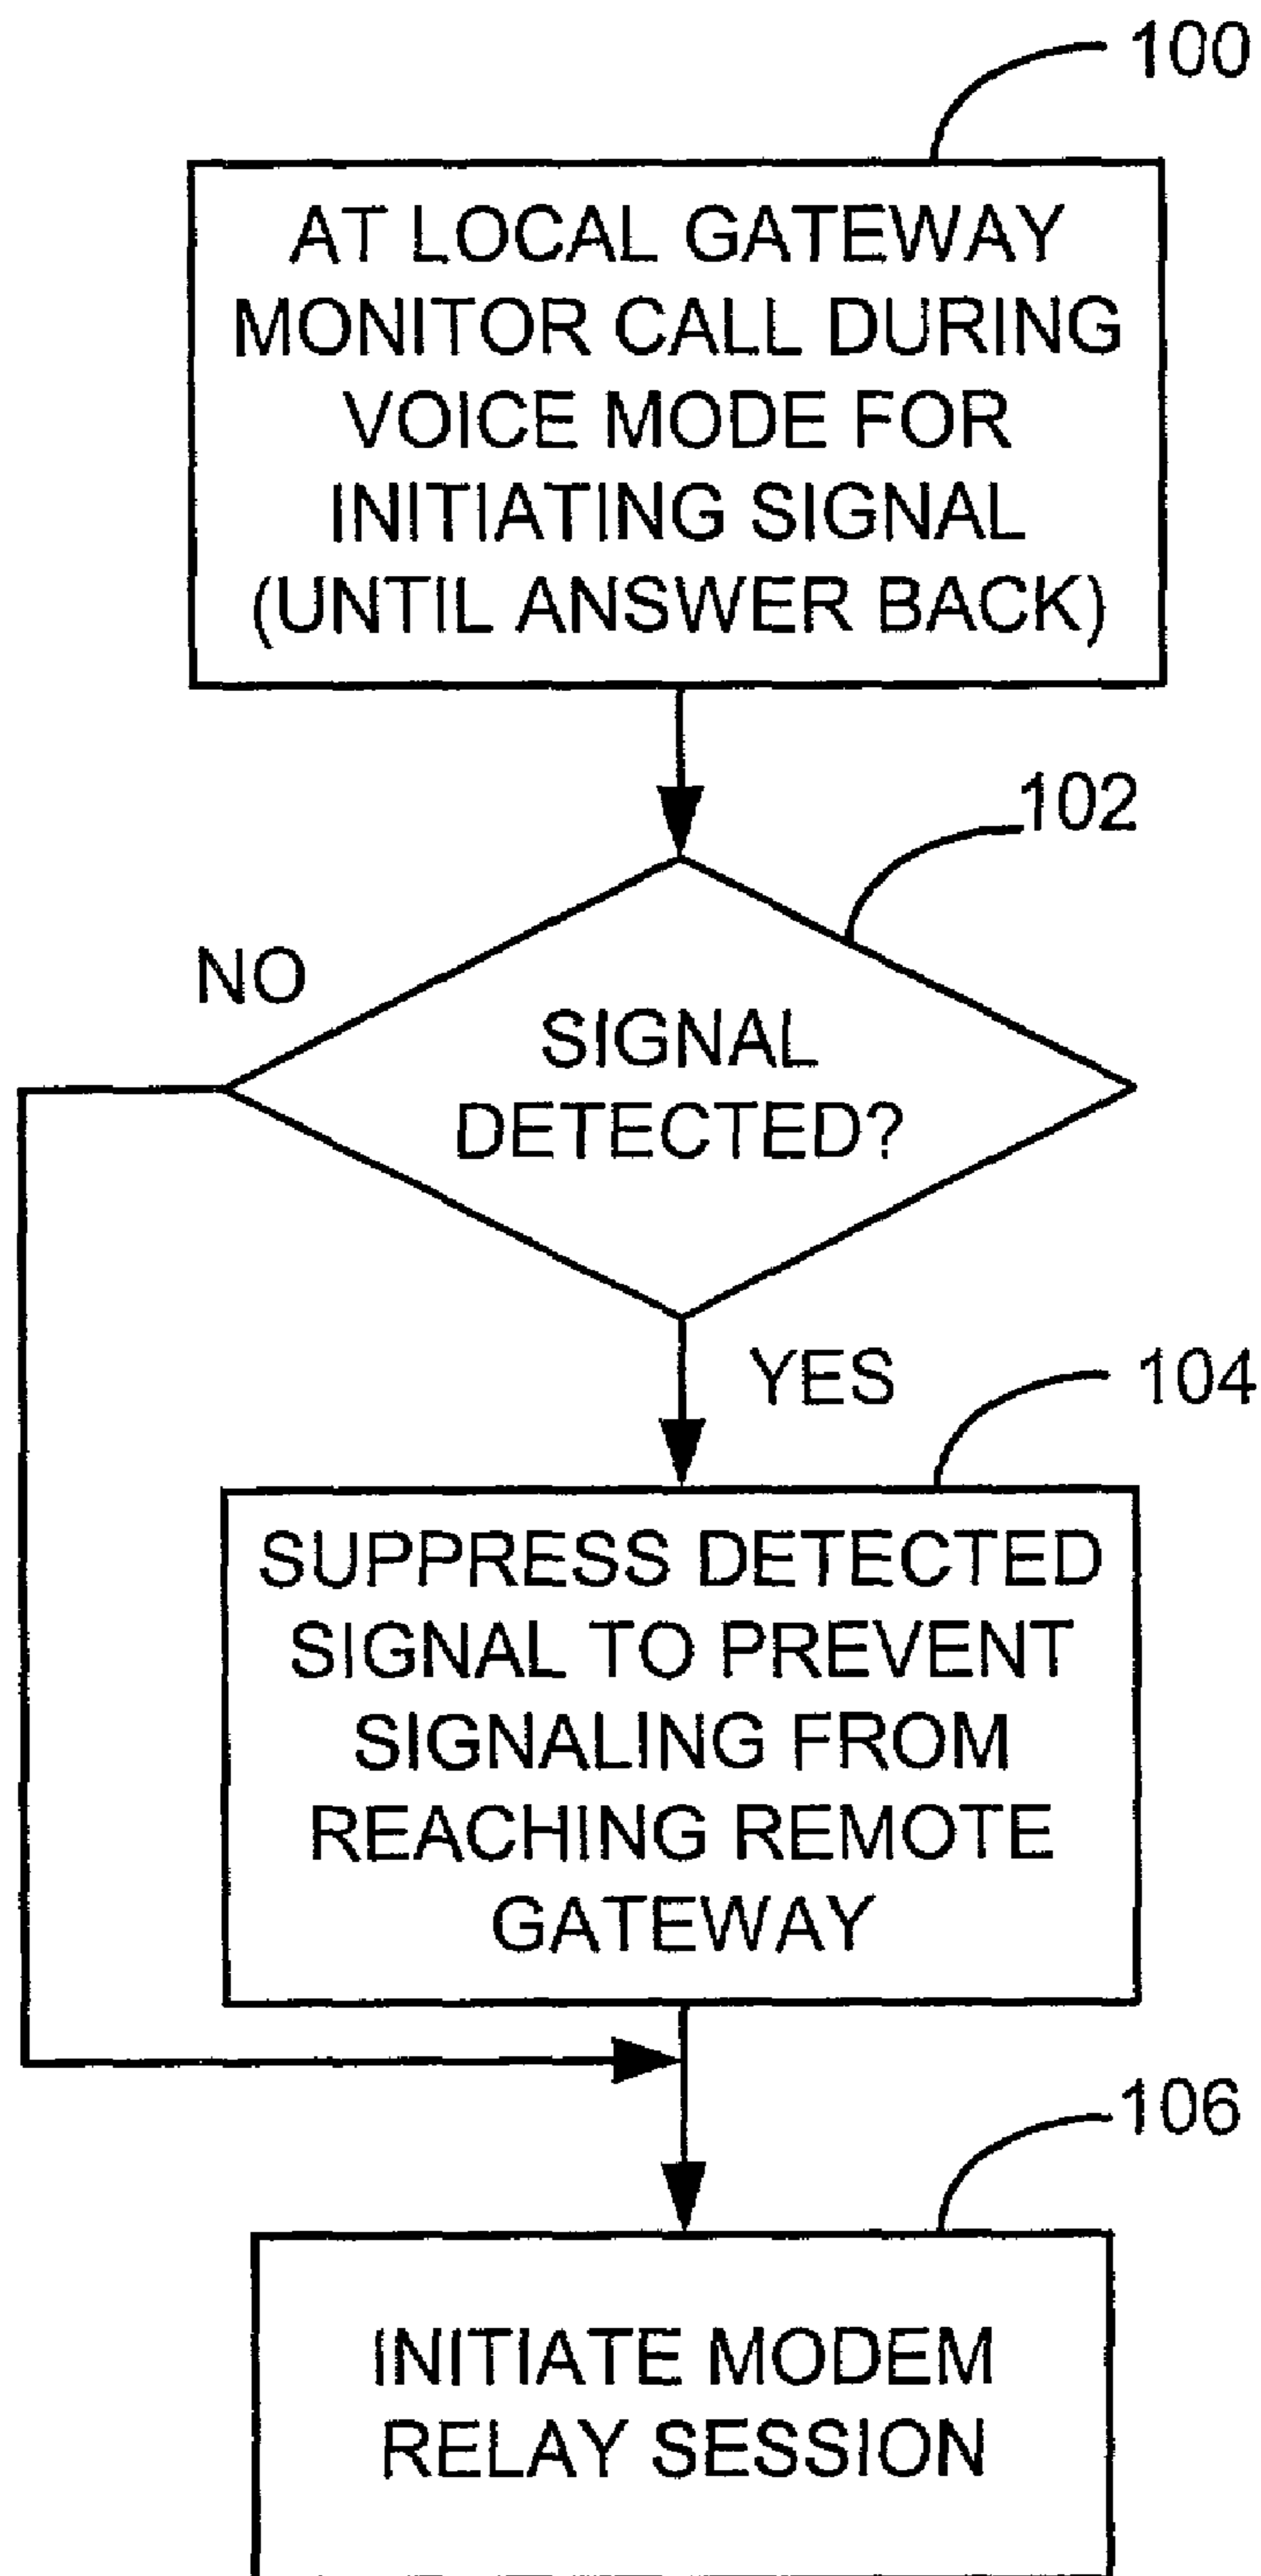 100
AT LOCAL GATEWAY
MONITOR CALL DURING
VOICE MODE FOR
INITIATING SIGNAL
(UNTIL ANSWER BACK)
102
NO
SIGNAL
DETECTED?
YES
104
SUPPRESS DETECTED
SIGNAL TO PREVENT
SIGNALING FROM
REACHING REMOTE
GATEWAY
106
INITIATE MODEM
RELAY SESSION